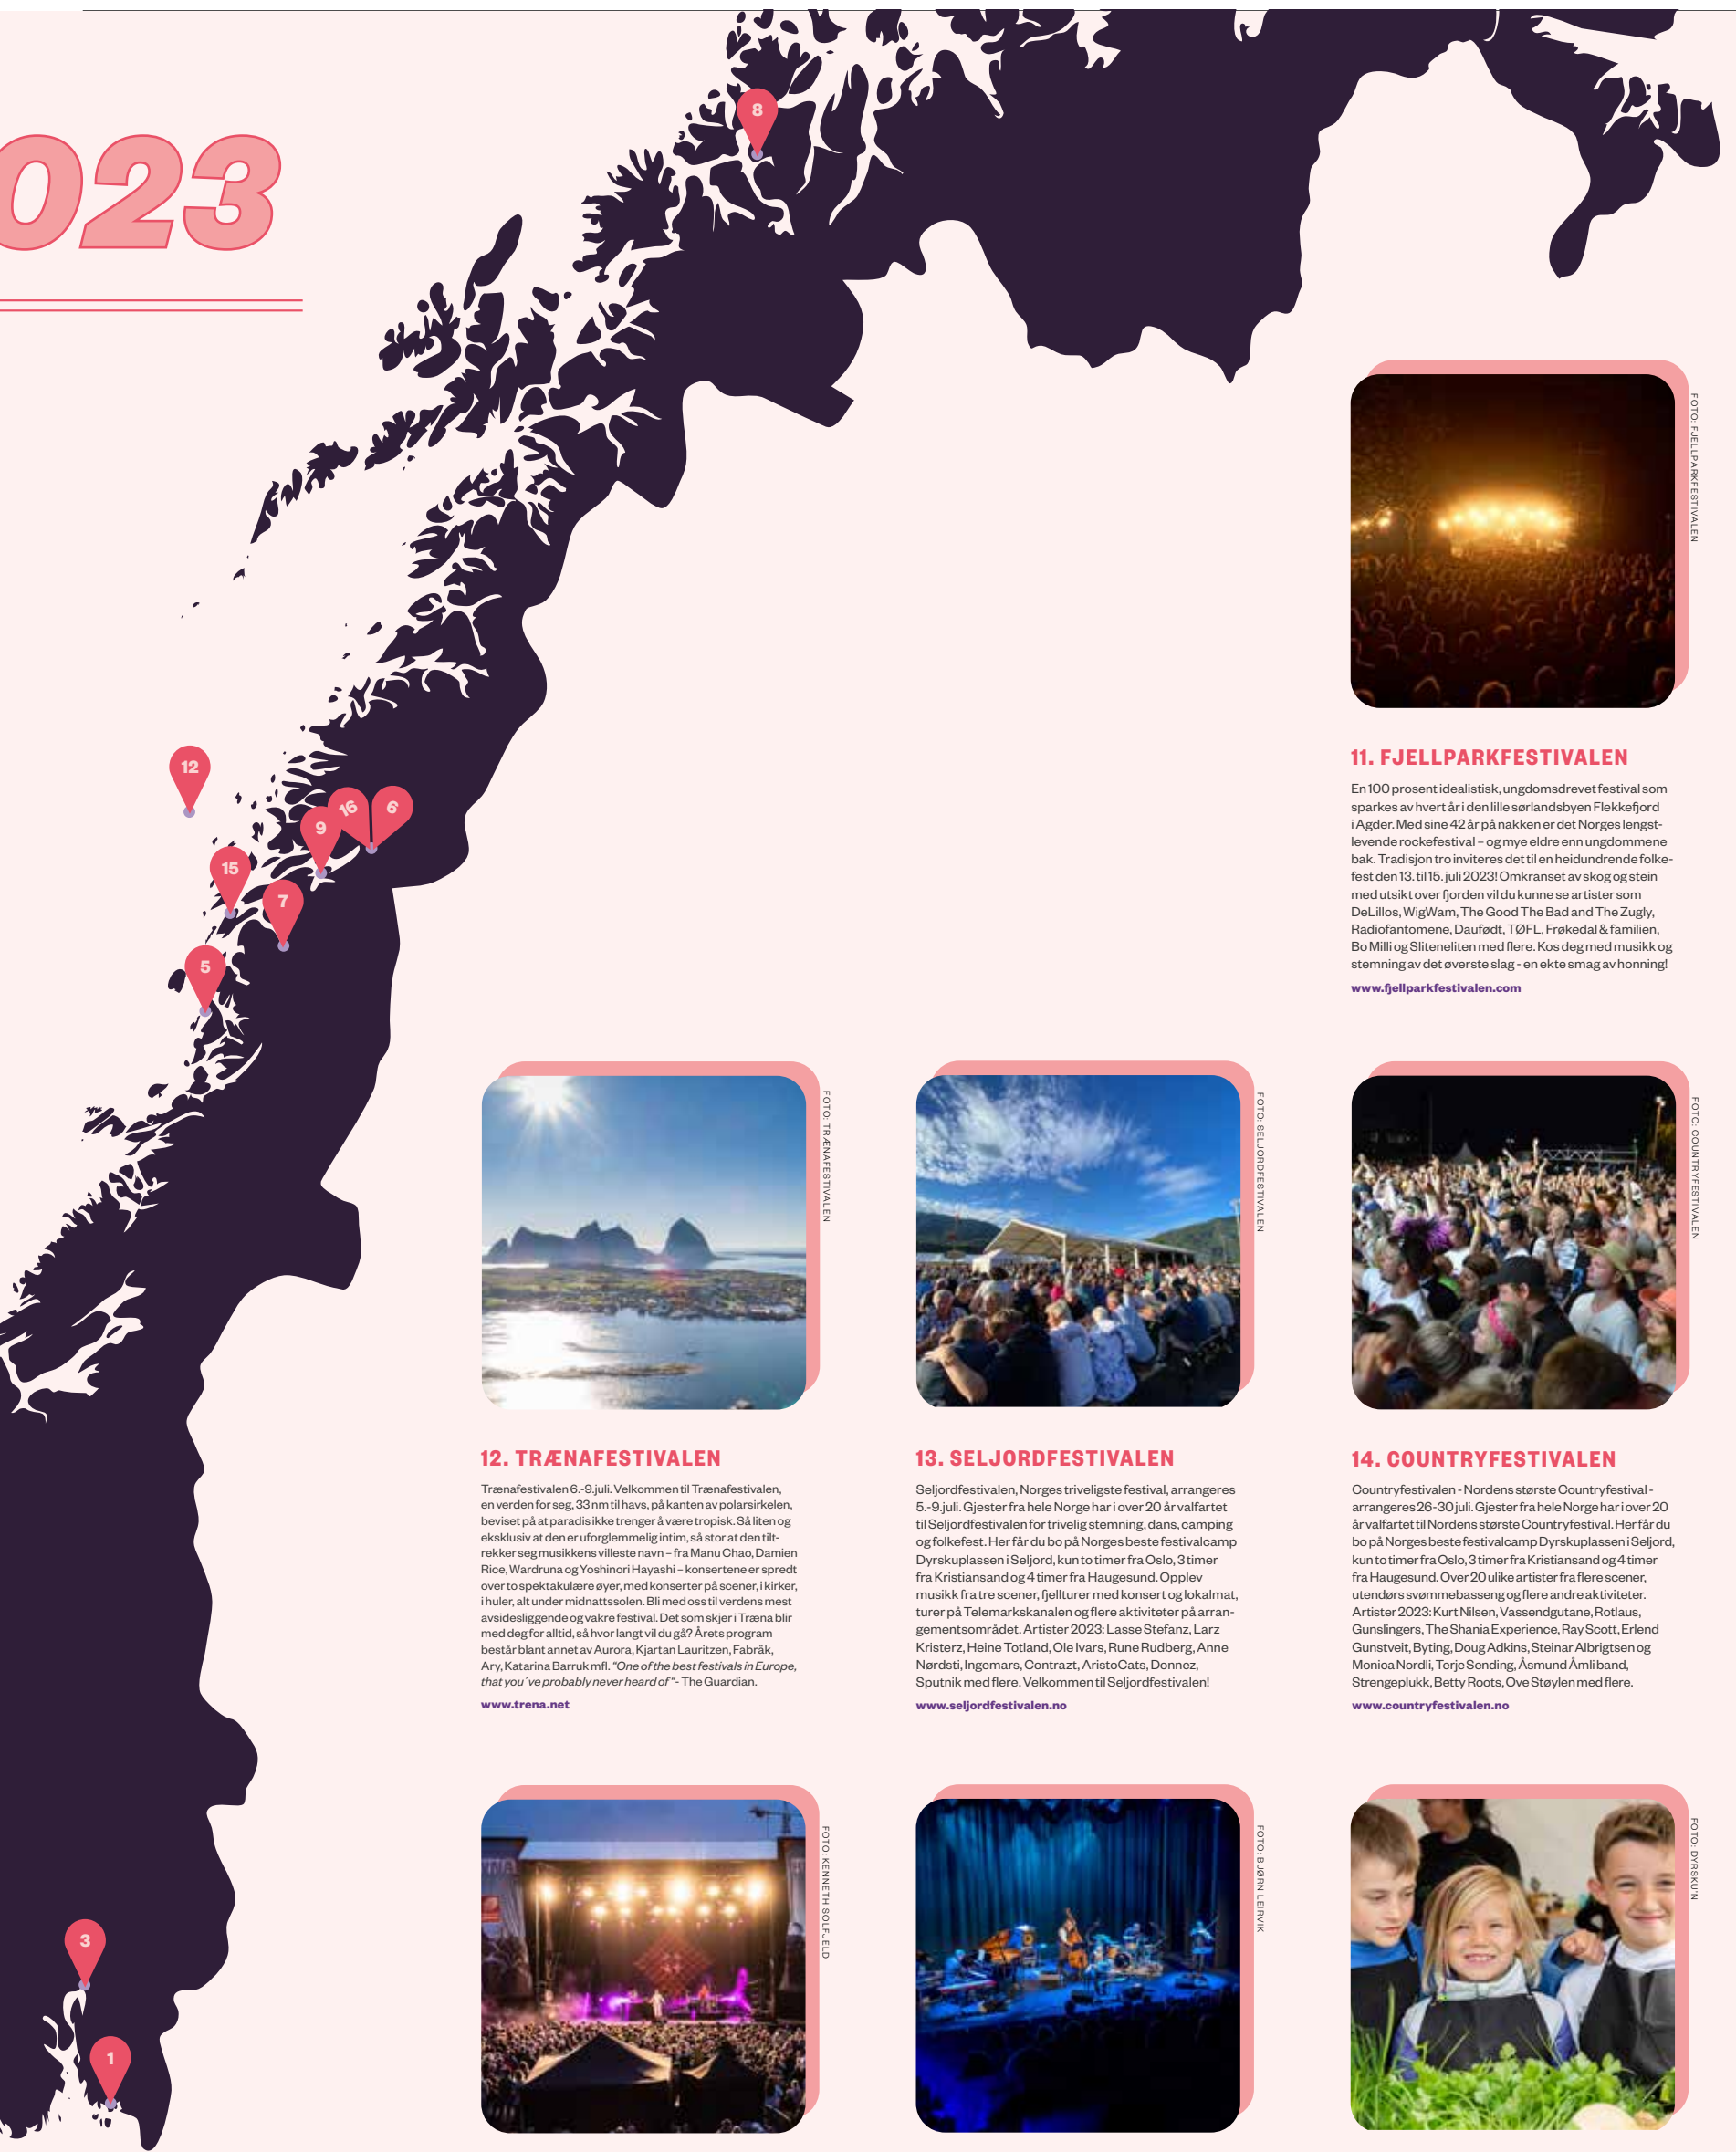 023
8
12
16
6
9
15
7
5
3
1
FOTO: FJELLPARKFESTIVALEN
11. FJELLPARKFESTIVALEN
En 100 prosent idealistisk, ungdomsdrevet festival som
sparkes av hvert år i den lille sørlandsbyen Flekkefjord
i Agder. Med sine 42 år på nakken er det Norges lengst-
levende rockefestival – og mye eldre enn ungdommene
bak. Tradisjon tro inviteres det til en heidundrende folke-
fest den 13. til 15. juli 2023! Omkranset av skog og stein
med utsikt over fjorden vil du kunne se artister som
DeLillos, WigWam, The Good The Bad and The Zugly,
Radiofantomene, Daufødt, TØFL, Frøkedal & familien,
Bo Milli og Sliteneliten med flere. Kos deg med musikk og
stemning av det øverste slag - en ekte smag av honning!
www.fjellparkfestivalen.com
FOTO: TRÆNAFESTIVALEN
12. TRÆNAFESTIVALEN
Trænafestivalen 6.-9.juli. Velkommen til Trænafestivalen,
en verden for seg, 33 nm til havs, på kanten av polarsirkelen,
beviset på at paradis ikke trenger å være tropisk. Så liten og
eksklusiv at den er uforglemmelig intim, så stor at den tilt-
rekker seg musikkens villeste navn – fra Manu Chao, Damien
Rice, Wardruna og Yoshinori Hayashi – konsertene er spredt
over to spektakulære øyer, med konserter på scener, i kirker,
i huler, alt under midnattssolen. Bli med oss til verdens mest
avsidesliggende og vakre festival. Det som skjer i Træna blir
med deg for alltid, så hvor langt vil du gå? Årets program
består blant annet av Aurora, Kjartan Lauritzen, Fabräk,
Ary, Katarina Barruk mfl. "One of the best festivals in Europe,
that you´ve probably never heard of "- The Guardian.
www.trena.net
FOTO: SELJORDFESTIVALEN
13. SELJORDFESTIVALEN
Seljordfestivalen, Norges triveligste festival, arrangeres
5.-9.juli. Gjester fra hele Norge har i over 20 år valfartet
til Seljordfestivalen for trivelig stemning, dans, camping
og folkefest. Her får du bo på Norges beste festivalcamp
Dyrskuplassen i Seljord, kun to timer fra Oslo, 3 timer
fra Kristiansand og 4 timer fra Haugesund. Opplev
musikk fra tre scener, fjellturer med konsert og lokalmat,
turer på Telemarkskanalen og flere aktiviteter på arran-
gementsområdet. Artister 2023: Lasse Stefanz, Larz
Kristerz, Heine Totland, Ole Ivars, Rune Rudberg, Anne
Nørdsti, Ingemars, Contrazt, AristoCats, Donnez,
Sputnik med flere. Velkommen til Seljordfestivalen!
www.seljordfestivalen.no
FOTO: COUNTRYFESTIVALEN
14. COUNTRYFESTIVALEN
Countryfestivalen - Nordens største Countryfestival -
arrangeres 26-30 juli. Gjester fra hele Norge har i over 20
år valfartet til Nordens største Countryfestival. Her får du
bo på Norges beste festivalcamp Dyrskuplassen i Seljord,
kun to timer fra Oslo, 3 timer fra Kristiansand og 4 timer
fra Haugesund. Over 20 ulike artister fra flere scener,
utendørs svømmebasseng og flere andre aktiviteter.
Artister 2023: Kurt Nilsen, Vassendgutane, Rotlaus,
Gunslingers, The Shania Experience, Ray Scott, Erlend
Gunstveit, Byting, Doug Adkins, Steinar Albrigtsen og
Monica Nordli, Terje Sending, Åsmund Åmli band,
Strengeplukk, Betty Roots, Ove Støylen med flere.
www.countryfestivalen.no
FOTO: KENNETH SOLFJELD
FOTO: BJØRN LEIRVIK
FOTO: DYRSKU'N